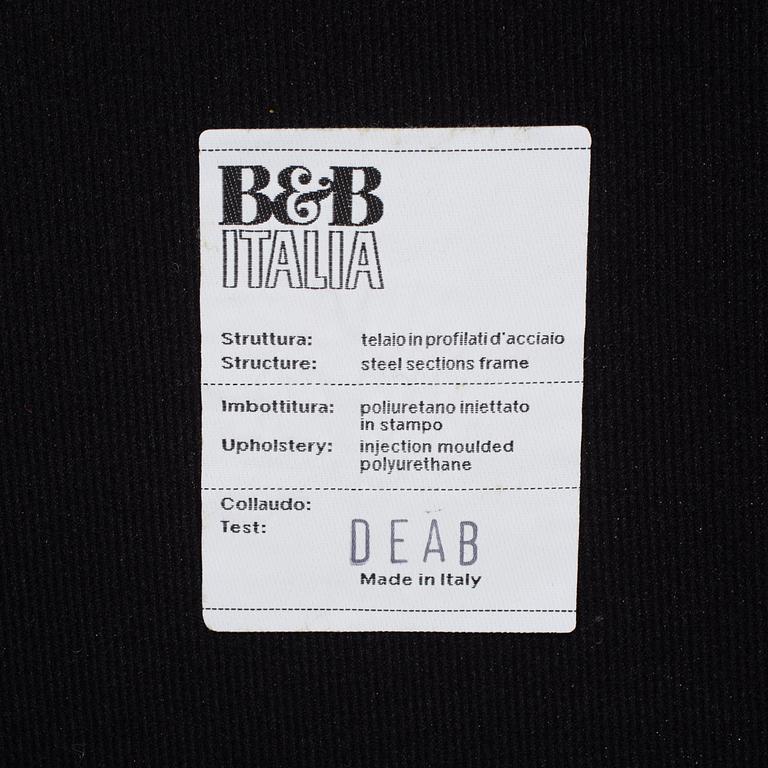 B&B
ITALIA
Struttura: telaio in profilati d'acciaio
Structure: steel sections frame
Imbottitura: poliuretano iniettato
in stampo
Upholstery: injection moulded
polyurethane
Collaudo:
Test: DEAB
Made in Italy